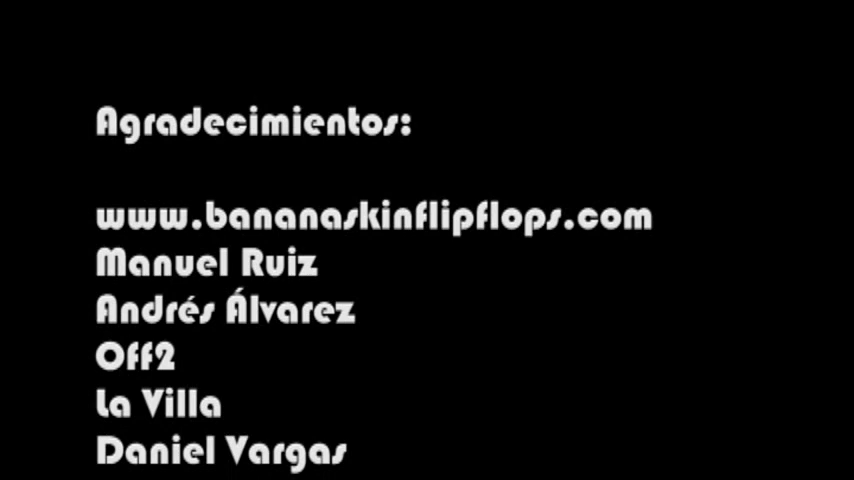 Agradecimientos:
www.bananaskinflipflops.com
Manuel Ruiz
Andrés Álvarez
Off2
La Villa
Daniel Vargas